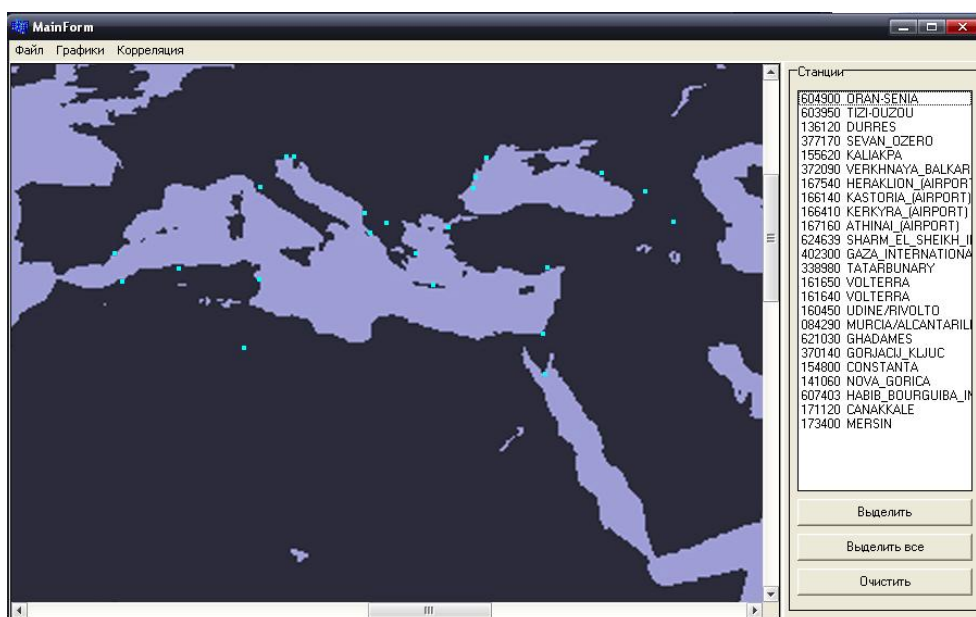 MainForm
Файл Графики Корреляция
Станции
604900 ORAN-SENIA
603950 TIZI-OUZOU
136120 DURRES
377170 SEVAN_OZERO
155620 KALIAKPA
372090 VERKHNAYA_BALKAR
167540 HERAKLION_(AIRPORT
166140 KASTORIA_(AIRPORT)
166410 KERKYRA_(AIRPORT)
167160 ATHINAI_(AIRPORT)
624639 SHARM_EL_SHEIKH_I
402300 GAZA_INTERNATIONA
338980 TATARBUNARY
161650 VOLTERRA
161640 VOLTERRA
160450 UDINE/RIVOLTO
084290 MURCIA/ALCANTARIL
621030 GHADAMES
370140 GORJACIJ_KLJUC
154800 CONSTANTA
141060 NOVA_GORICA
607403 HABIB_BOURGUIBA_I
171120 CANAKKALE
173400 MERSIN
Выделить
Выделить все
Очистить